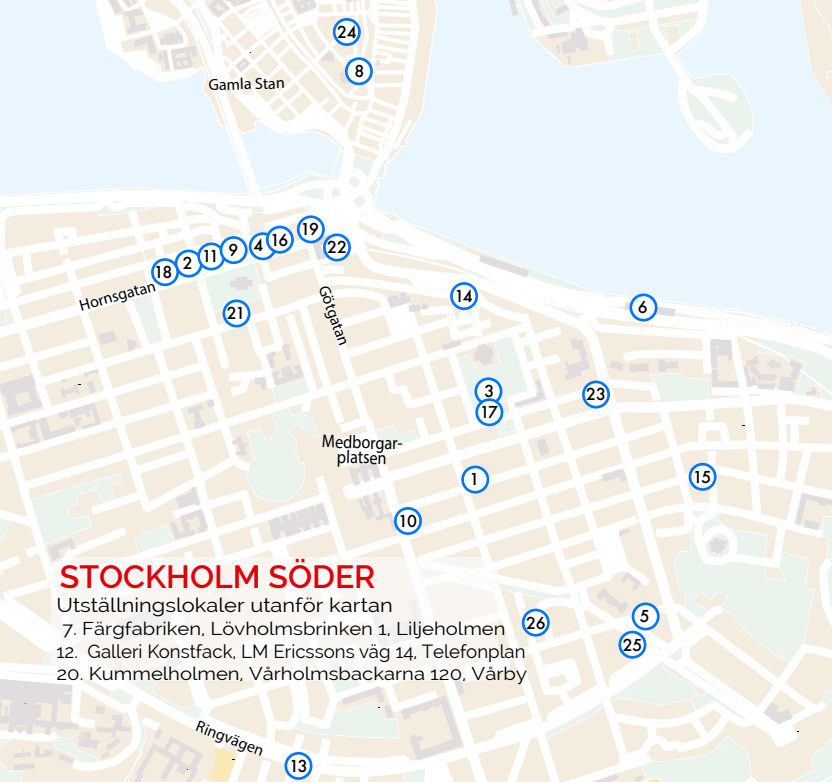 24
8
Gamla Stan
19
4 16
9
22
11
2
18
Hornsgatan
14
Götgatan
6
21
3
23
17
Medborgar-
platsen
1
15
10
STOCKHOLM SÖDER
Utställningslokaler utanför kartan
7. Färgfabriken, Lövholmsbrinken 1, Liljeholmen
12. Galleri Konstfack, LM Ericssons väg 14, Telefonplan
20. Kummelholmen, Vårholmsbackarna 120, Vårby
26
5
25
Ringvägen
13